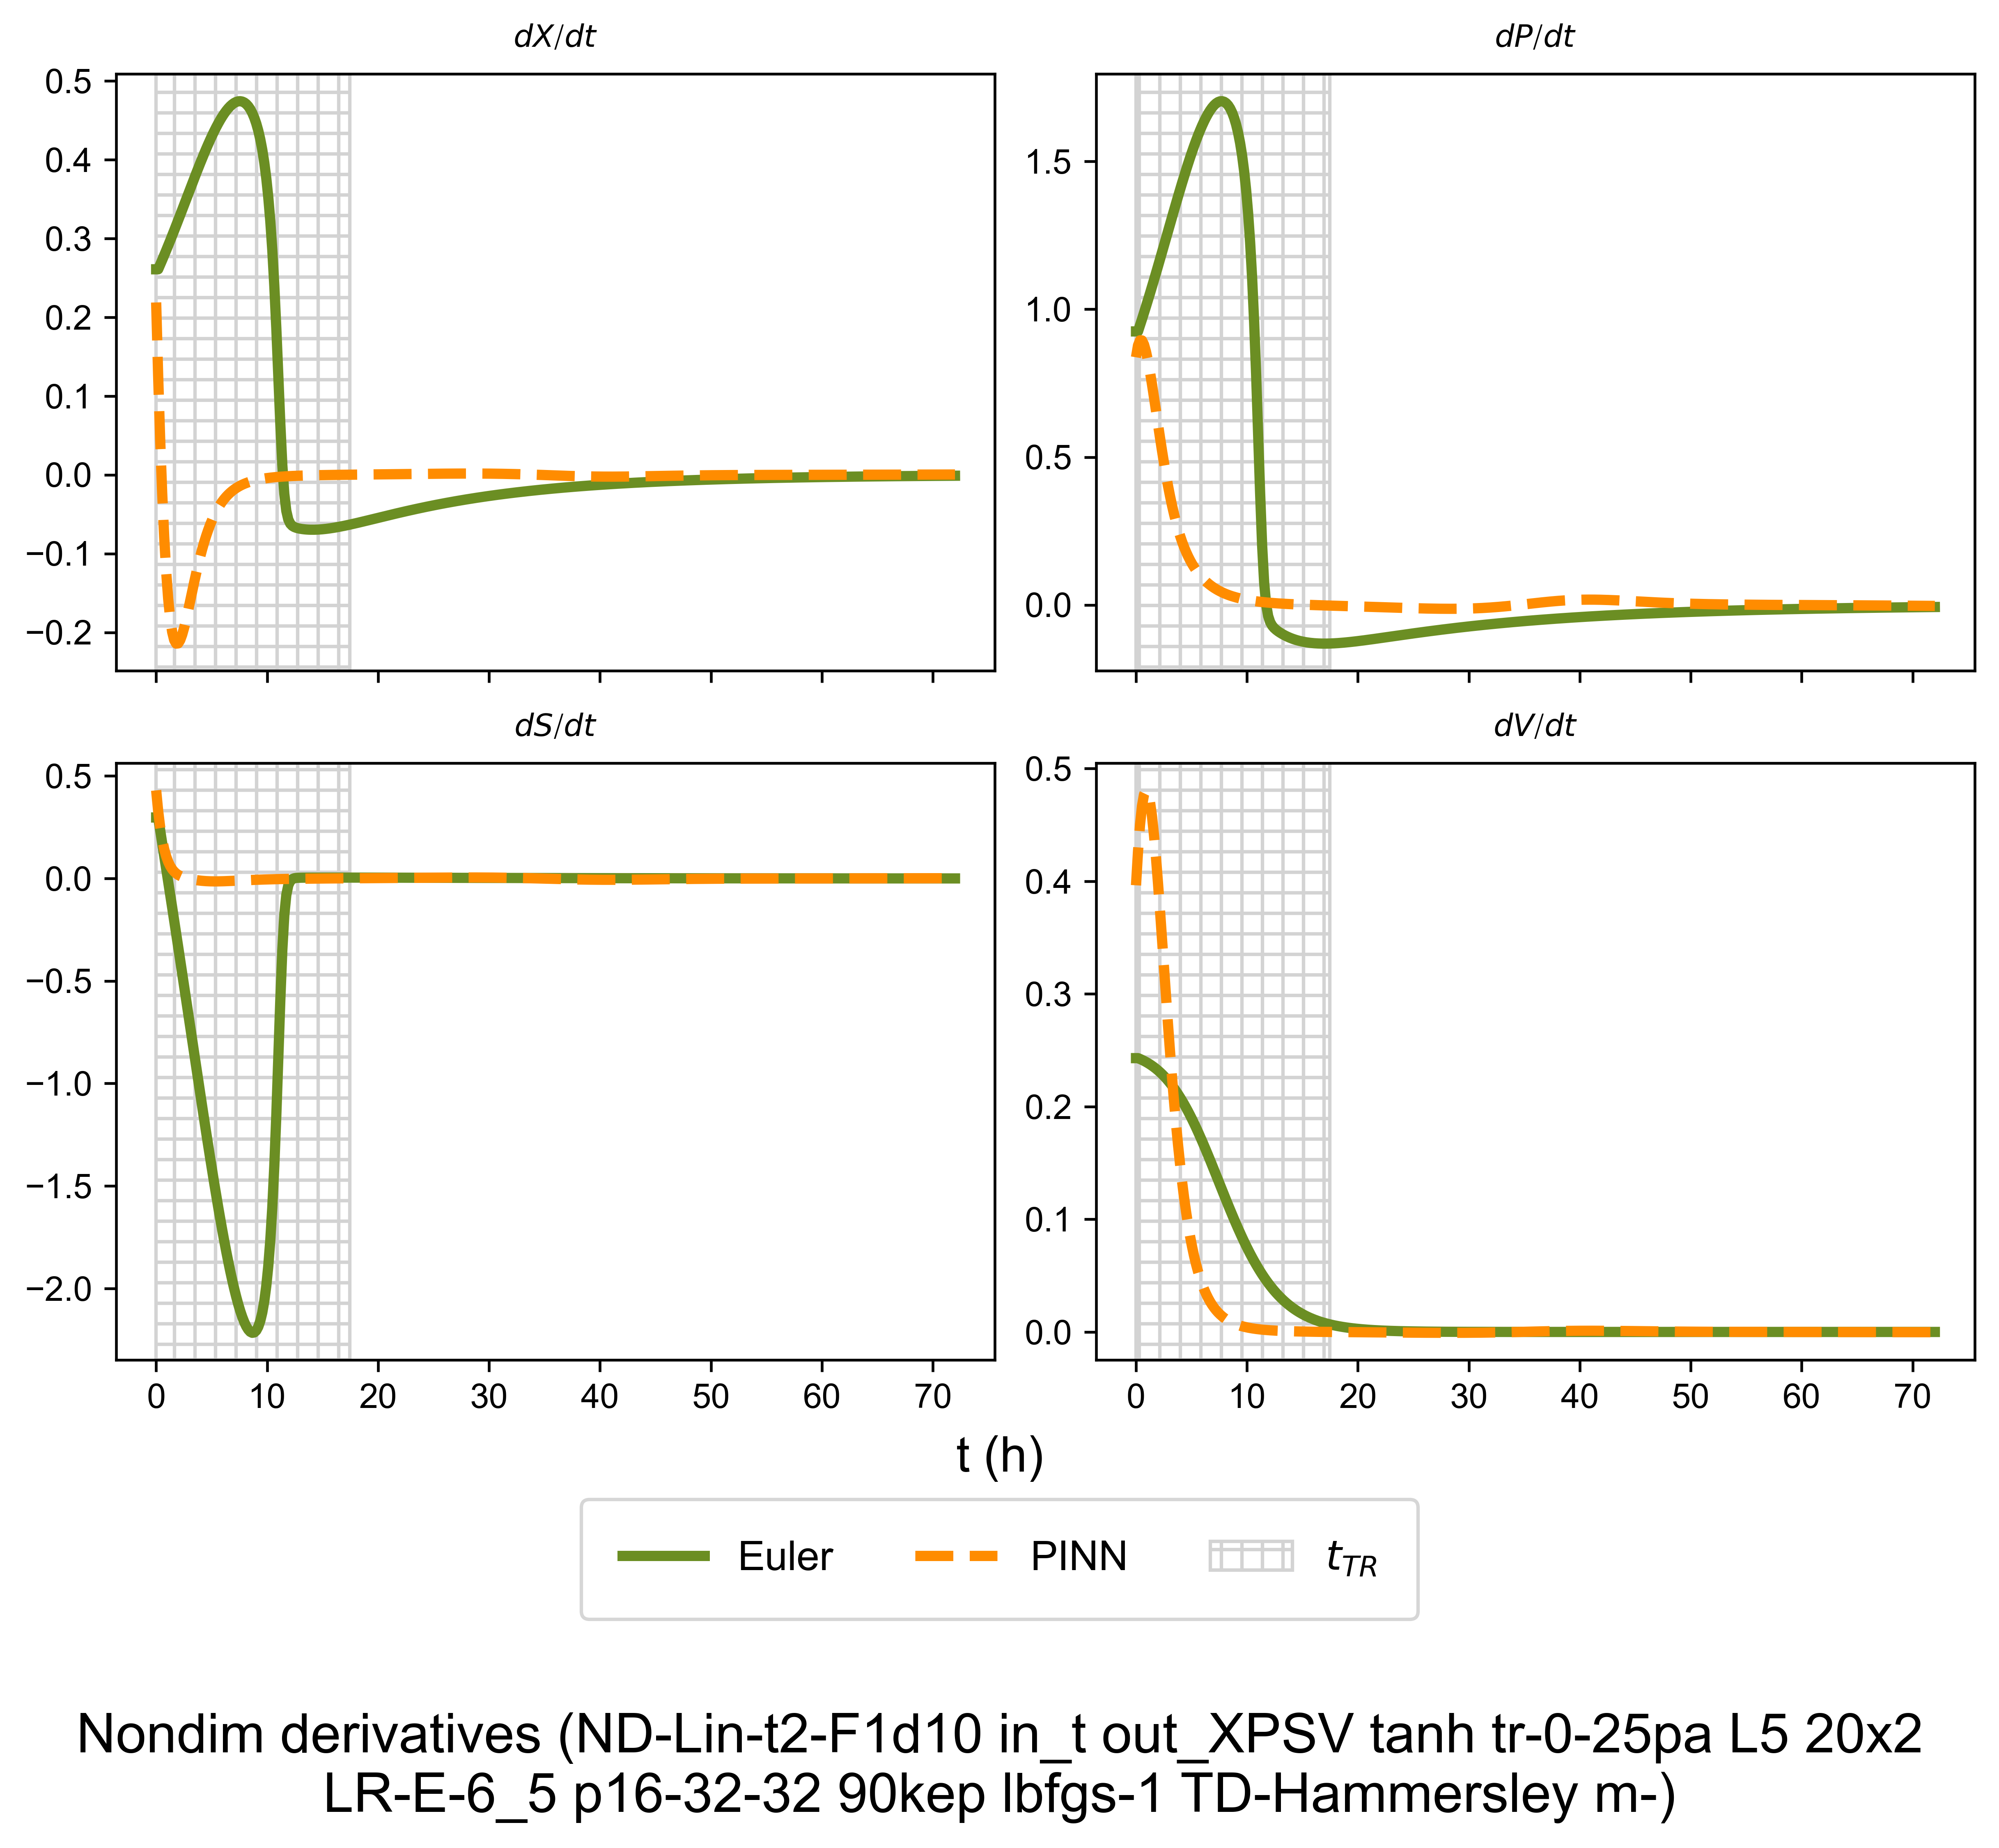 dX/dt
dP/dt
0.5
0.4
0.3
0.2
0.1
0.0
−0.1
−0.2
1.5
1.0
0.5
0.0
dS/dt
dV/dt
0.5
0.0
−0.5
−1.0
−1.5
−2.0
0 10 20 30 40 50 60 70
0.5
0.4
0.3
0.2
0.1
0.0
0 10 20 30 40 50 60 70
t (h)
Euler PINN t_TR
Nondim derivatives (ND-Lin-t2-F1d10 in_t out_XPSV tanh tr-0-25pa L5 20x2
LR-E-6_5 p16-32-32 90kep lbfgs-1 TD-Hammersley m-)